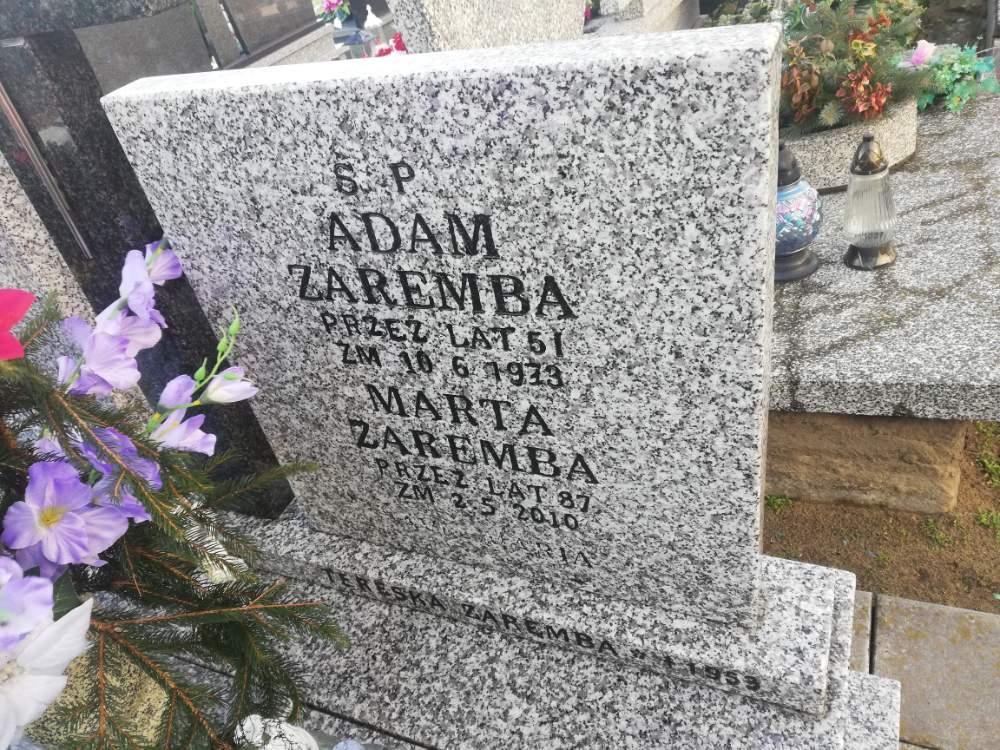 Ś. P
ADAM
ZAREMBA
PRZEŻ LAT 51
ZM 10 6 1973
MARTA
ZAREMBA
PRZEŻ LAT 87
ZM 2.5 2010
TERESKA ZAREMBA * † 1953